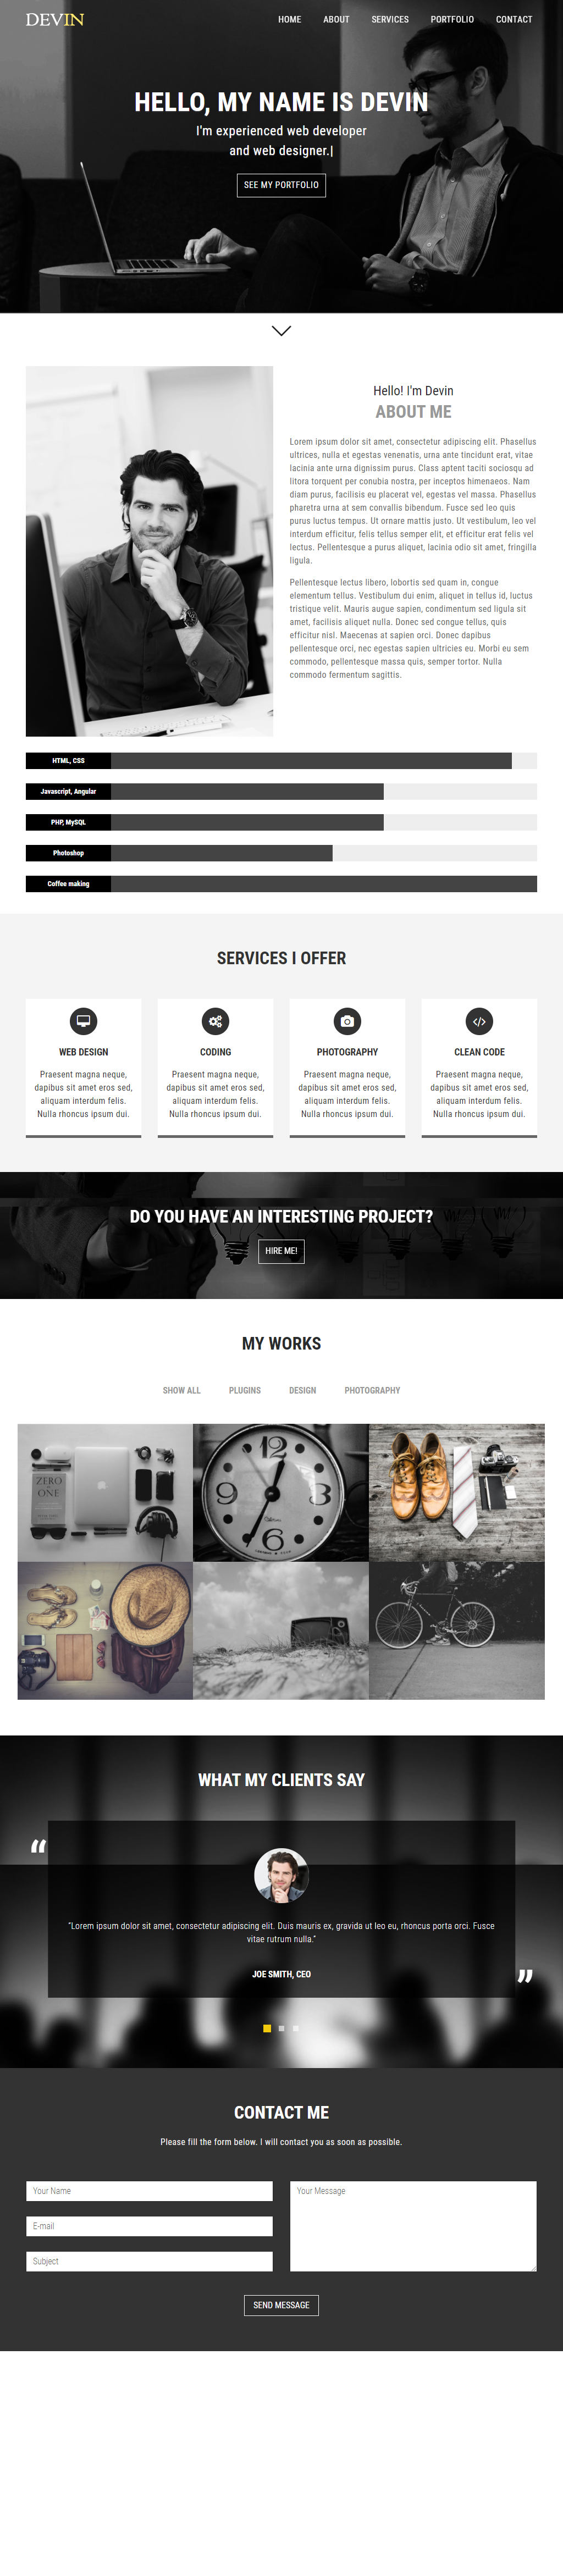 DEVIN
HOME ABOUT SERVICES PORTFOLIO CONTACT
HELLO, MY NAME IS DEVIN
I'm experienced web developer
and web designer.|
SEE MY PORTFOLIO
Hello! I'm Devin
ABOUT ME
Lorem ipsum dolor sit amet, consectetur adipiscing elit. Phasellus
ultrices, nulla et egestas venenatis, urna ante tincidunt erat, vitae
lacinia ante urna dignissim purus. Class aptent taciti sociosqu ad
litora torquent per conubia nostra, per inceptos himenaeos. Nam
diam purus, facilisis eu placerat vel, egestas vel massa. Phasellus
pharetra urna at sem convallis bibendum. Fusce sed leo quis
purus luctus tempus. Ut ornare mattis justo. Ut vestibulum, leo vel
interdum efficitur, felis tellus semper elit, et efficitur erat felis vel
lectus. Pellentesque a purus aliquet, lacinia odio sit amet, fringilla
ligula.
Pellentesque lectus libero, lobortis sed quam in, congue
elementum tellus. Vestibulum dui enim, aliquet in tellus id, luctus
tristique velit. Mauris augue sapien, condimentum sed ligula sit
amet, facilisis aliquet nulla. Donec sed congue tellus, quis
efficitur nisl. Maecenas at sapien orci. Donec dapibus
pellentesque orci, nec egestas sapien ultricies eu. Morbi eu sem
commodo, pellentesque massa quis, semper tortor. Nulla
commodo fermentum sagittis.
HTML, CSS
Javascript, Angular
PHP, MySQL
Photoshop
Coffee making
SERVICES I OFFER
WEB DESIGN
Praesent magna neque,
dapibus sit amet eros sed,
aliquam interdum felis.
Nulla rhoncus ipsum dui.
CODING
Praesent magna neque,
dapibus sit amet eros sed,
aliquam interdum felis.
Nulla rhoncus ipsum dui.
PHOTOGRAPHY
Praesent magna neque,
dapibus sit amet eros sed,
aliquam interdum felis.
Nulla rhoncus ipsum dui.
CLEAN CODE
Praesent magna neque,
dapibus sit amet eros sed,
aliquam interdum felis.
Nulla rhoncus ipsum dui.
DO YOU HAVE AN INTERESTING PROJECT?
HIRE ME!
MY WORKS
SHOW ALL PLUGINS DESIGN PHOTOGRAPHY
ZERO
TO
ONE
12
9 3
6
WHAT MY CLIENTS SAY
“
"Lorem ipsum dolor sit amet, consectetur adipiscing elit. Duis mauris ex, gravida ut leo eu, rhoncus porta orci. Fusce
vitae rutrum nulla."
JOE SMITH, CEO
”
CONTACT ME
Please fill the form below. I will contact you as soon as possible.
Your Name
E-mail
Subject
Your Message
SEND MESSAGE